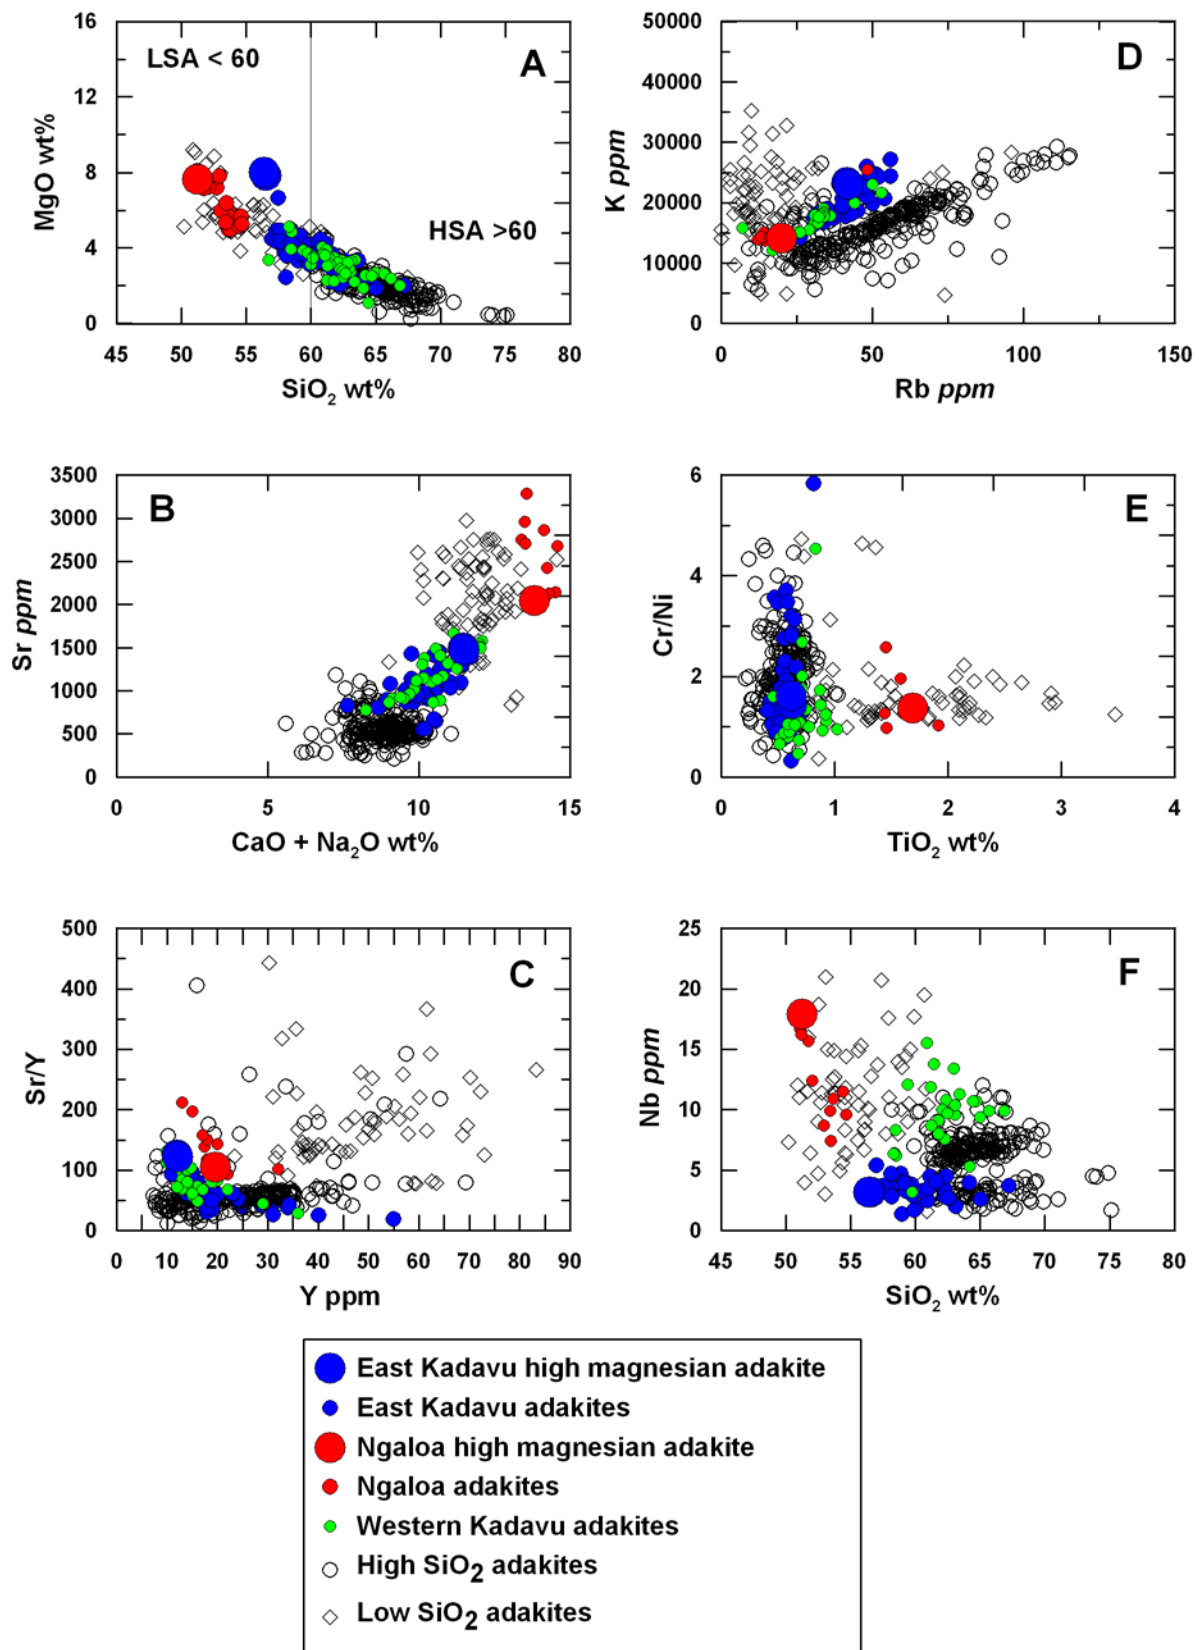 16
12
8
4
0
MgO wt%
LSA < 60
A
HSA >60
45 50 55 60 65 70 75 80
SiO2 wt%
50000
40000
30000
20000
10000
0
K ppm
D
0 50 100 150
Rb ppm
3500
3000
2500
2000
1500
1000
500
0
Sr ppm
B
0 5 10 15
CaO + Na2O wt%
6
4
2
0
Cr/Ni
E
0 1 2 3 4
TiO2 wt%
500
400
300
200
100
0
Sr/Y
C
0 10 20 30 40 50 60 70 80 90
Y ppm
25
20
15
10
5
0
Nb ppm
F
45 50 55 60 65 70 75 80
SiO2 wt%
East Kadavu high magnesian adakite
East Kadavu adakites
Ngaloa high magnesian adakite
Ngaloa adakites
Western Kadavu adakites
High SiO2 adakites
Low SiO2 adakites